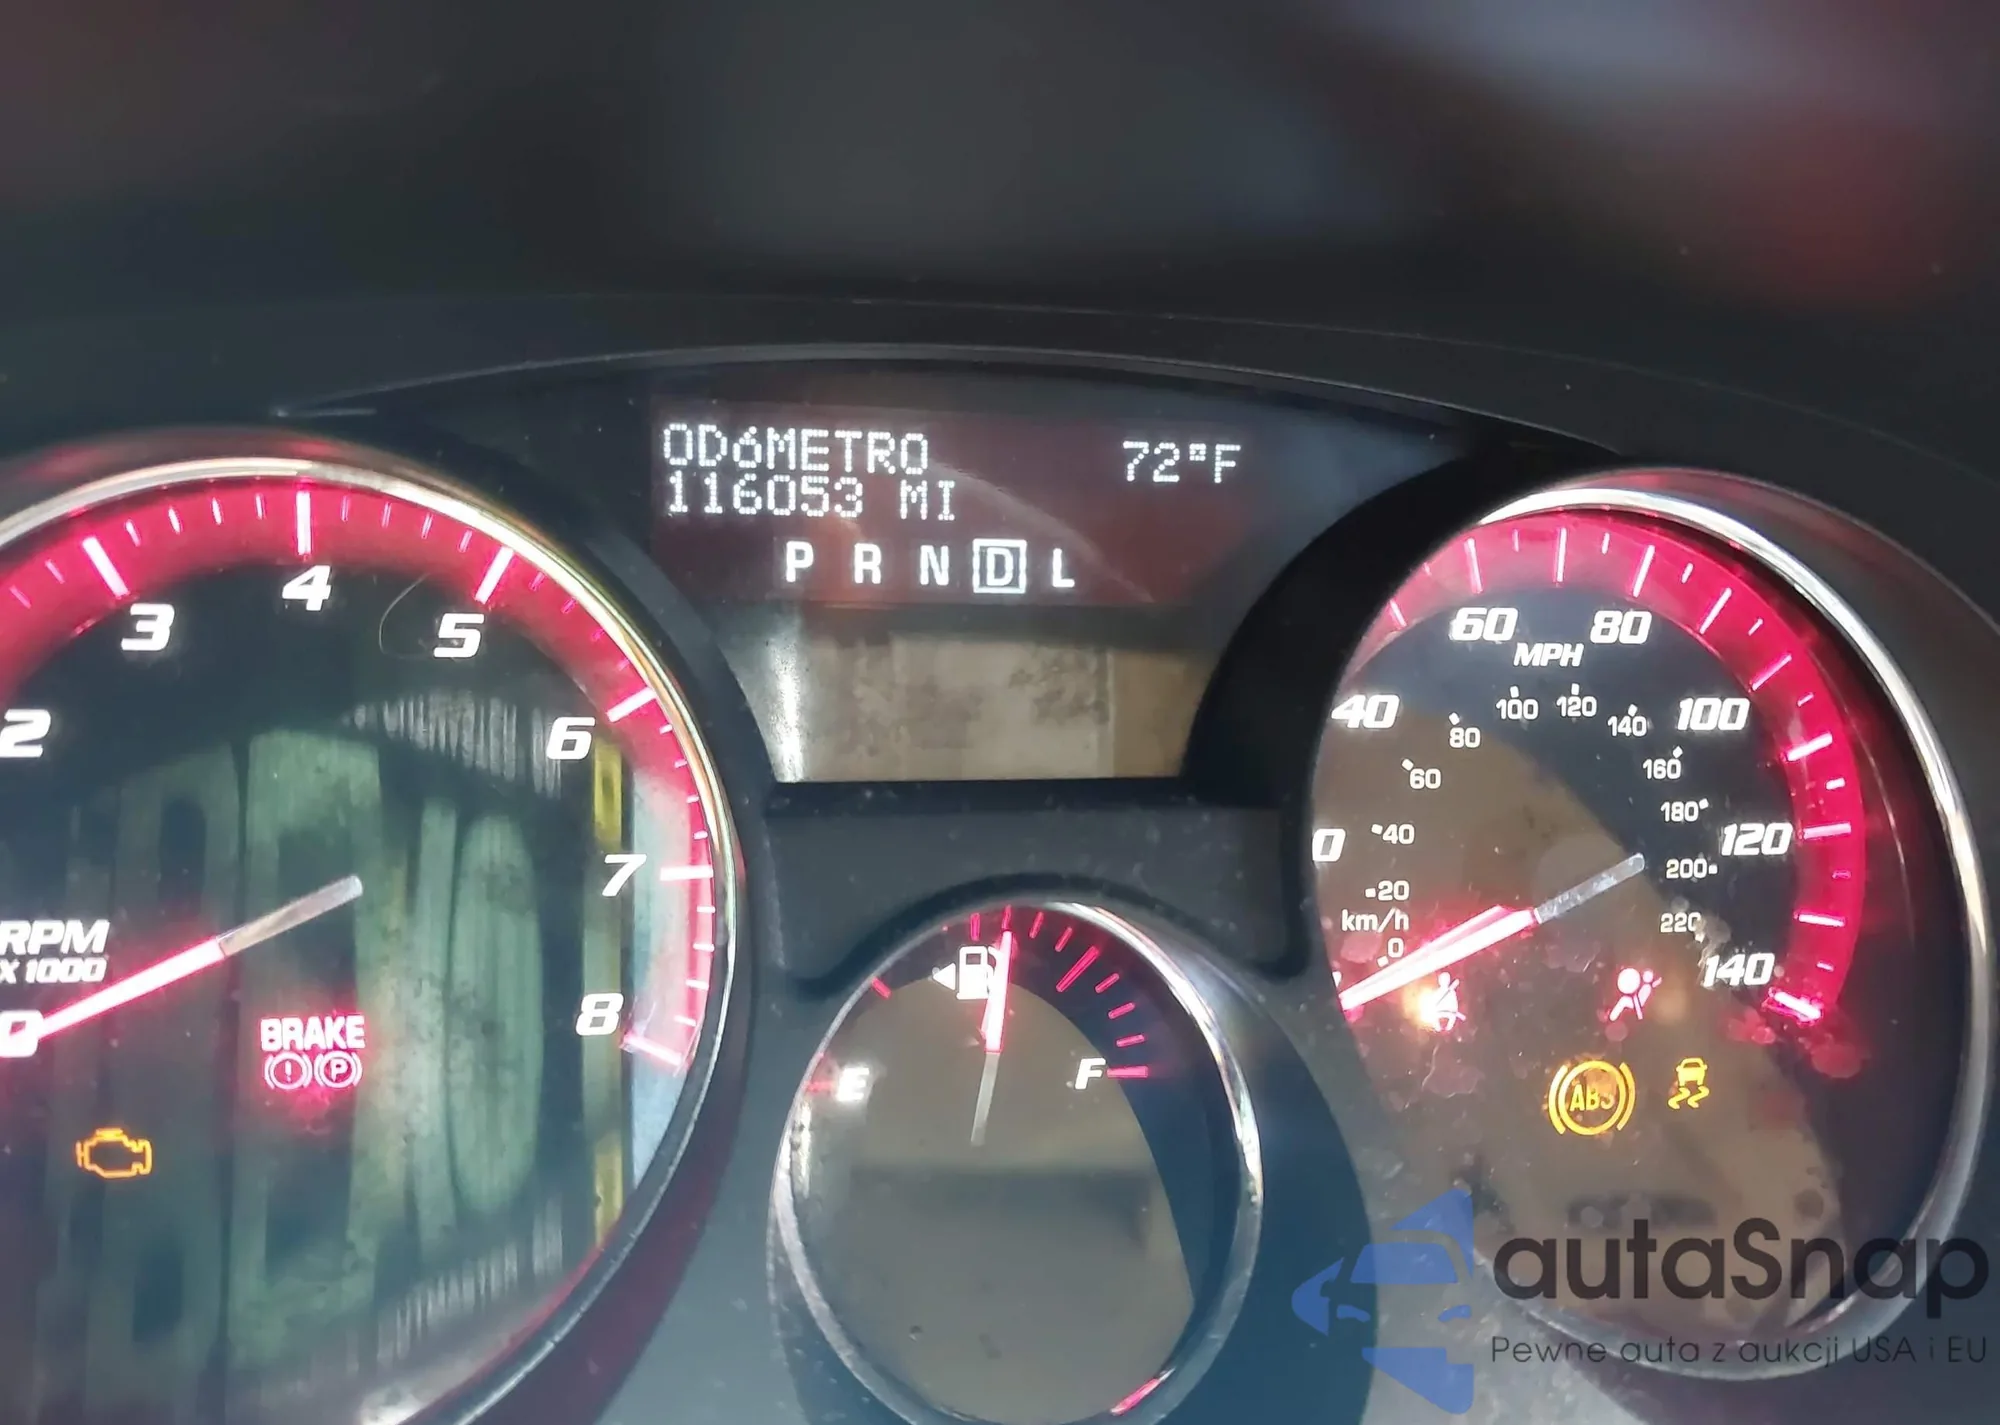 ODóMETRO 72°F
116053 MI
P R N D L
2 3 4 5 6 7 8
RPM
X 1000
0
BRAKE
P
E F
40 60 80 100 120 140
MPH
0 20 40 60 80 100 120 140 160 180 200 220
km/h
ABS
autaSnap
Pewne auta z aukcji USA i EU